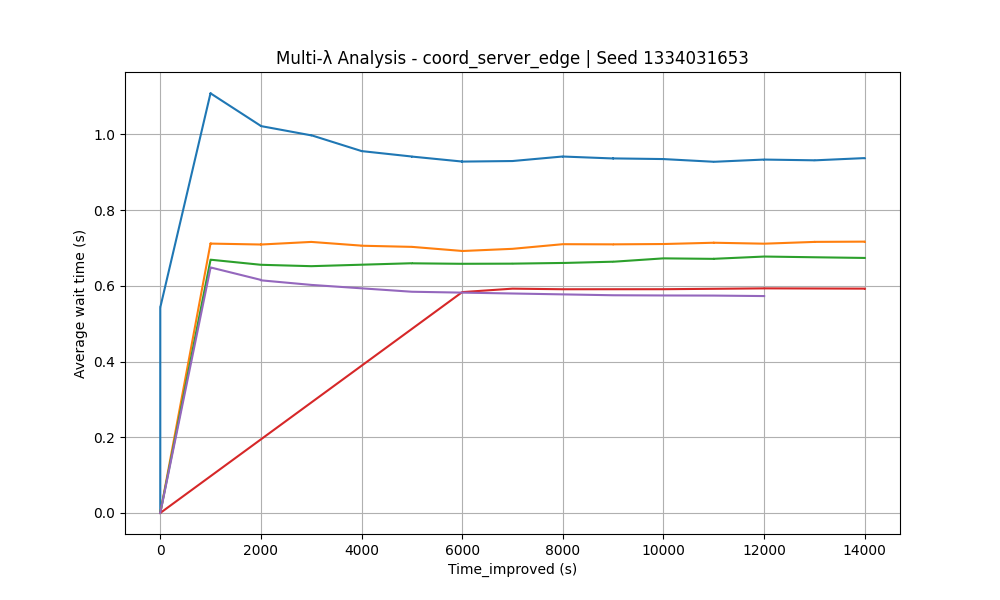 Multi-λ Analysis - coord_server_edge | Seed 1334031653
Average wait time (s)
1.0
0.8
0.6
0.4
0.2
0.0
0 2000 4000 6000 8000 10000 12000 14000
Time_improved (s)